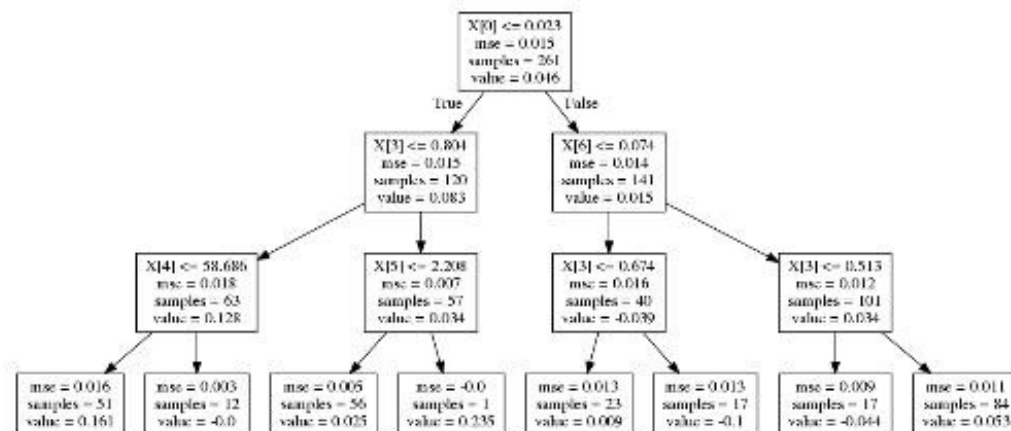 X[0] <= 0.023
mse = 0.015
samples = 261
value = 0.046
True
False
X[3] <= 0.804
mse = 0.015
samples = 120
value = 0.083
X[6] <= 0.074
mse = 0.014
samples = 141
value = 0.015
X[4] <= 58.686
mse = 0.018
samples = 63
value = 0.128
X[5] <= 2.208
mse = 0.007
samples = 57
value = 0.034
X[3] <= 0.674
mse = 0.016
samples = 40
value = -0.039
X[3] <= 0.513
mse = 0.012
samples = 101
value = 0.034
mse = 0.016
samples = 51
value = 0.161
mse = 0.003
samples = 12
value = -0.0
mse = 0.005
samples = 56
value = 0.025
mse = -0.0
samples = 1
value = 0.235
mse = 0.013
samples = 23
value = 0.009
mse = 0.013
samples = 17
value = -0.1
mse = 0.009
samples = 17
value = -0.044
mse = 0.011
samples = 84
value = 0.053